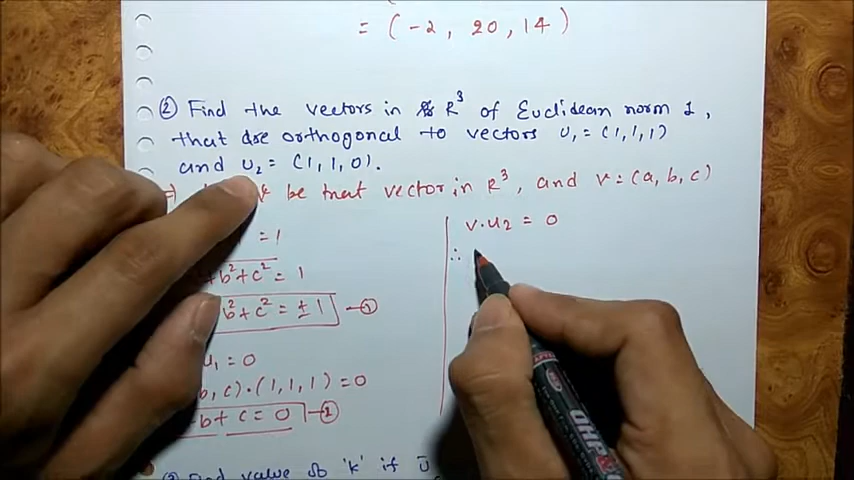 = (-2, 20, 14)
② Find the vectors in R³ of Euclidean norm 1,
that are orthogonal to vectors u₁ = (1,1,1)
and u₂ = (1,1,0).
be that vector in R³, and v = (a, b, c)
= 1
+b²+c² = 1
b²+c² = ± 1 —①
u₁ = 0
b, c)·(1,1,1) = 0
+b+c = 0 —②
v·u₂ = 0
∴
③ Find value of 'k' if ū